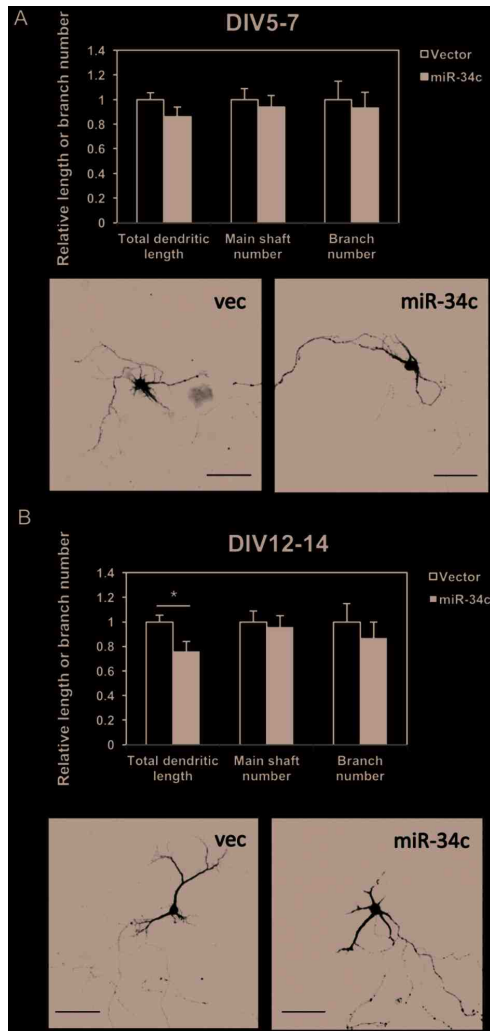 A
DIV5-7
Relative length or branch number
1.4
1.2
1
0.8
0.6
0.4
0.2
0
Total dendritic
length
Main shaft
number
Branch
number
Vector
miR-34c
vec
miR-34c
B
DIV12-14
Relative length or branch number
1.4
1.2
1
0.8
0.6
0.4
0.2
0
*
Total dendritic
length
Main shaft
number
Branch
number
Vector
miR-34c
vec
miR-34c